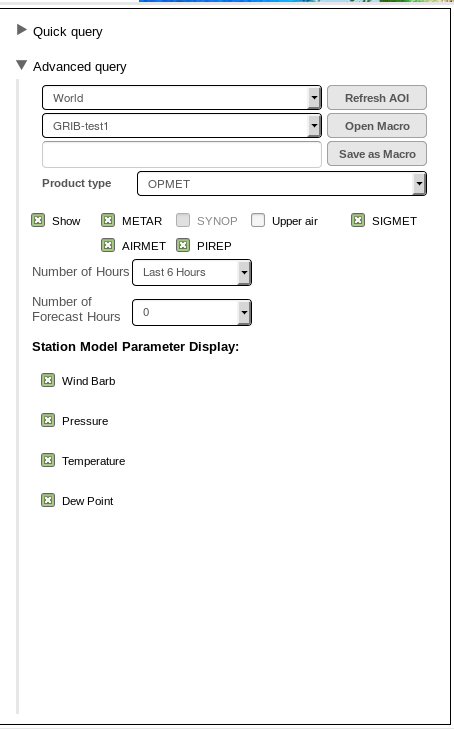 Quick query
Advanced query
World Refresh AOI
GRIB-test1 Open Macro
Save as Macro
Product type OPMET
Show METAR SYNOP Upper air SIGMET
AIRMET PIREP
Number of Hours Last 6 Hours
Number of
Forecast Hours 0
Station Model Parameter Display:
Wind Barb
Pressure
Temperature
Dew Point